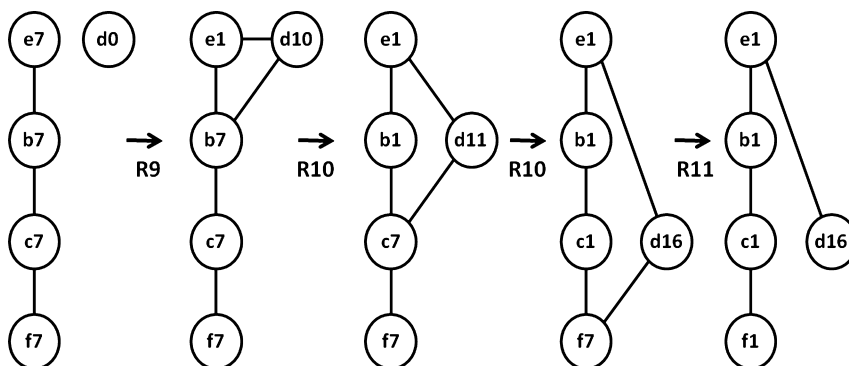 e7 d0 e1 d10 e1 e1 e1
b7 b7 b1 d11 b1 b1
R9 R10 R10 R11
c7 c7 c7 c1 d16 c1 d16
f7 f7 f7 f7 f1